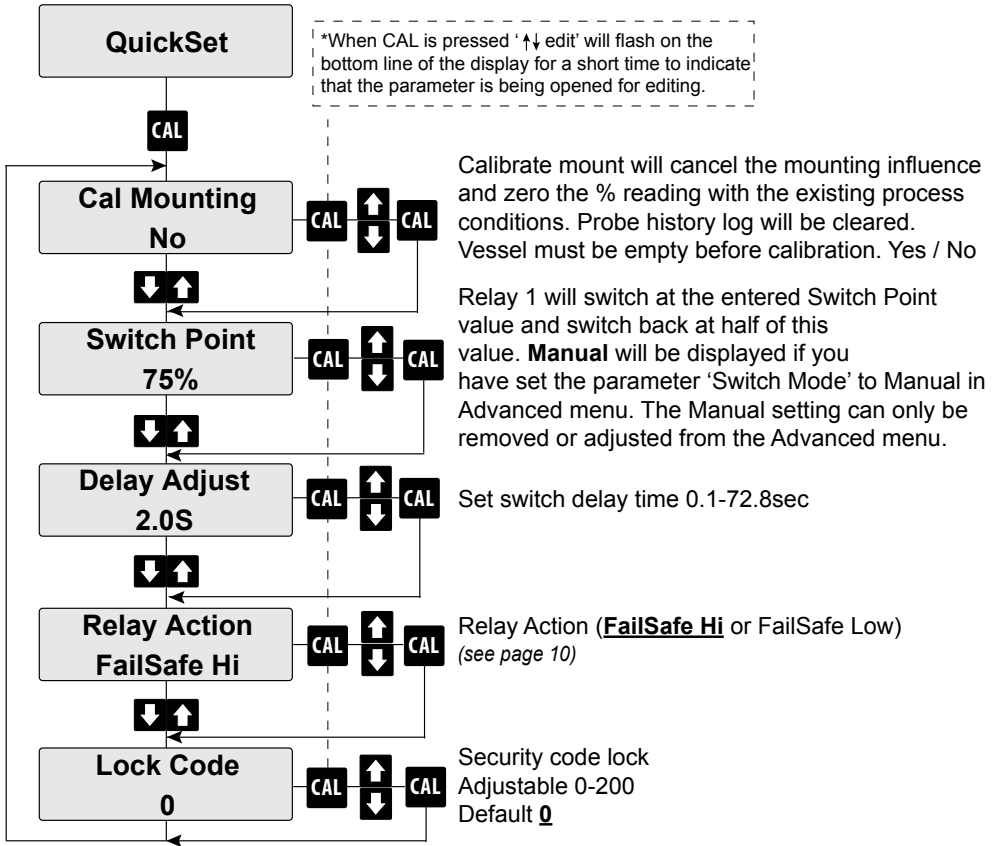 QuickSet
*When CAL is pressed ‘ ↑↓ edit’ will flash on the
bottom line of the display for a short time to indicate
that the parameter is being opened for editing.
CAL
Cal Mounting
No
CAL
CAL
Calibrate mount will cancel the mounting influence
and zero the % reading with the existing process
conditions. Probe history log will be cleared.
Vessel must be empty before calibration. Yes / No
Switch Point
75%
CAL
CAL
Relay 1 will switch at the entered Switch Point
value and switch back at half of this
value. Manual will be displayed if you
have set the parameter ‘Switch Mode’ to Manual in
Advanced menu. The Manual setting can only be
removed or adjusted from the Advanced menu.
Delay Adjust
2.0S
CAL
CAL
Set switch delay time 0.1-72.8sec
Relay Action
FailSafe Hi
CAL
CAL
Relay Action (FailSafe Hi or FailSafe Low)
(see page 10)
Lock Code
0
CAL
CAL
Security code lock
Adjustable 0-200
Default 0